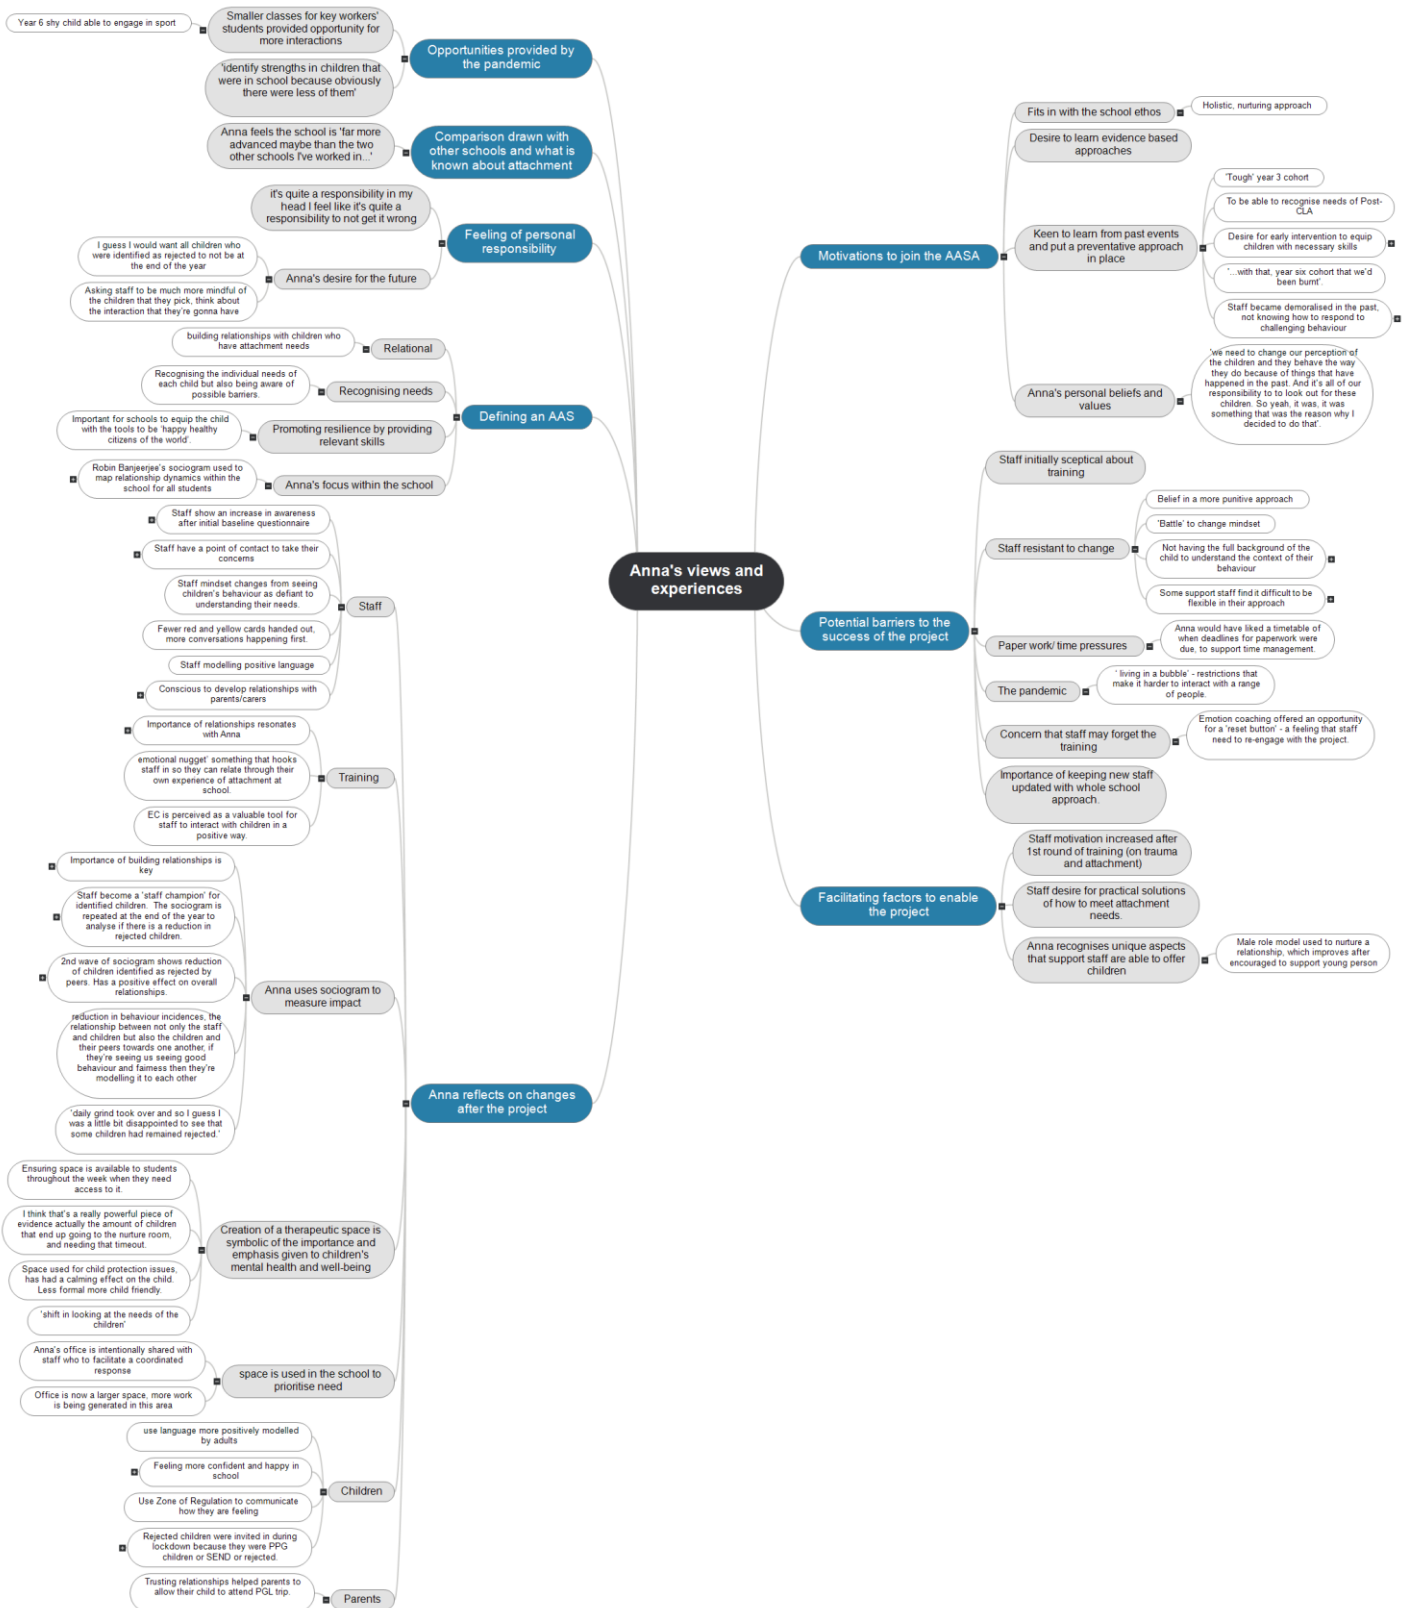 Year 6 shy child able to engage in sport
Smaller classes for key workers'
students provided opportunity for
more interactions
'identify strengths in children that
were in school because obviously
there were less of them'
Opportunities provided by
the pandemic
Anna feels the school is 'far more
advanced maybe than the two
other schools I've worked in...'
Comparison drawn with
other schools and what is
known about attachment
it's quite a responsibility in my
head I feel like it's quite a
responsibility to not get it wrong
I guess I would want all children who
were identified as rejected to not be at
the end of the year
Asking staff to be much more mindful of
the children that they pick, think about
the interaction that they're gonna have
Anna's desire for the future
Feeling of personal
responsibility
building relationships with children who
have attachment needs
Relational
Recognising the individual needs of
each child but also being aware of
possible barriers.
Recognising needs
Important for schools to equip the child
with the tools to be 'happy healthy
citizens of the world'.
Promoting resilience by providing
relevant skills
Robin Banjeerjee's sociogram used to
map relationship dynamics within the
school for all students
Anna's focus within the school
Defining an AAS
Staff show an increase in awareness
after initial baseline questionnaire
Staff have a point of contact to take their
concerns
Staff mindset changes from seeing
children's behaviour as defiant to
understanding their needs.
Fewer red and yellow cards handed out,
more conversations happening first.
Staff modelling positive language
Conscious to develop relationships with
parents/carers
Staff
Importance of relationships resonates
with Anna
emotional nugget' something that hooks
staff in so they can relate through their
own experience of attachment at
school.
EC is perceived as a valuable tool for
staff to interact with children in a
positive way.
Training
Importance of building relationships is
key
Staff become a 'staff champion' for
identified children. The sociogram is
repeated at the end of the year to
analyse if there is a reduction in
rejected children.
2nd wave of sociogram shows reduction
of children identified as rejected by
peers. Has a positive effect on overall
relationships.
reduction in behaviour incidences, the
relationship between not only the staff
and children but also the children and
their peers towards one another, if
they're seeing us seeing good
behaviour and fairness then they're
modelling it to each other
'daily grind took over and so I guess I
was a little bit disappointed to see that
some children had remained rejected.'
Anna uses sociogram to
measure impact
Ensuring space is available to students
throughout the week when they need
access to it.
I think that's a really powerful piece of
evidence actually the amount of children
that end up going to the nurture room,
and needing that timeout.
Space used for child protection issues,
has had a calming effect on the child.
Less formal more child friendly.
'shift in looking at the needs of the
children'
Creation of a therapeutic space is
symbolic of the importance and
emphasis given to children's
mental health and well-being
Anna's office is intentionally shared with
staff who to facilitate a coordinated
response
Office is now a larger space, more work
is being generated in this area
space is used in the school to
prioritise need
use language more positively modelled
by adults
Feeling more confident and happy in
school
Use Zone of Regulation to communicate
how they are feeling
Rejected children were invited in during
lockdown because they were PPG
children or SEND or rejected.
Children
Trusting relationships helped parents to
allow their child to attend PGL trip.
Parents
Anna reflects on changes
after the project
Anna's views and
experiences
Motivations to join the AASA
Fits in with the school ethos
Holistic, nurturing approach
Desire to learn evidence based
approaches
Keen to learn from past events
and put a preventative approach
in place
'Tough' year 3 cohort
To be able to recognise needs of Post-
CLA
Desire for early intervention to equip
children with necessary skills
'...with that, year six cohort that we'd
been burnt'.
Staff became demoralised in the past,
not knowing how to respond to
challenging behaviour
Anna's personal beliefs and
values
'we need to change our perception of
the children and they behave the way
they do because of things that have
happened in the past. And it's all of our
responsibility to to look out for these
children. So yeah, it was, it was
something that was the reason why I
decided to do that'.
Potential barriers to the
success of the project
Staff initially sceptical about
training
Staff resistant to change
Belief in a more punitive approach
'Battle' to change mindset
Not having the full background of the
child to understand the context of their
behaviour
Some support staff find it difficult to be
flexible in their approach
Paper work/ time pressures
Anna would have liked a timetable of
when deadlines for paperwork were
due, to support time management.
The pandemic
' living in a bubble' - restrictions that
make it harder to interact with a range
of people.
Concern that staff may forget the
training
Emotion coaching offered an opportunity
for a 'reset button' - a feeling that staff
need to re-engage with the project.
Importance of keeping new staff
updated with whole school
approach.
Facilitating factors to enable
the project
Staff motivation increased after
1st round of training (on trauma
and attachment)
Staff desire for practical solutions
of how to meet attachment
needs.
Anna recognises unique aspects
that support staff are able to offer
children
Male role model used to nurture a
relationship, which improves after
encouraged to support young person